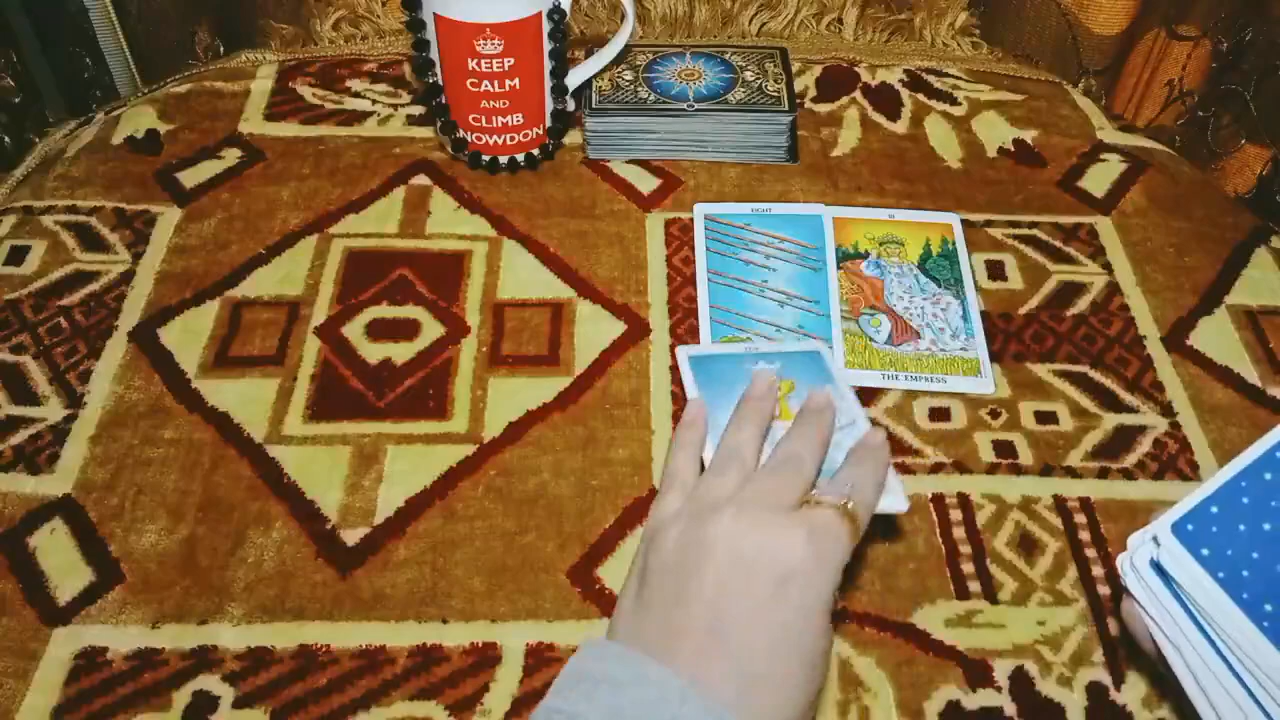 KEEP
CALM
AND
CLIMB
NOWDON
EIGHT
III
THE EMPRESS